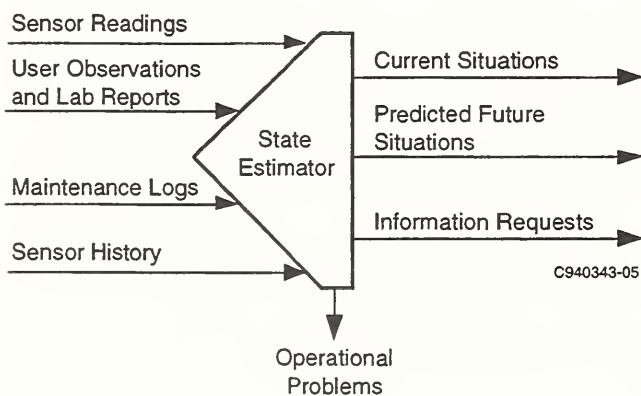 Sensor Readings
User Observations
and Lab Reports
Maintenance Logs
Sensor History
State
Estimator
Current Situations
Predicted Future
Situations
Information Requests
C940343-05
Operational
Problems